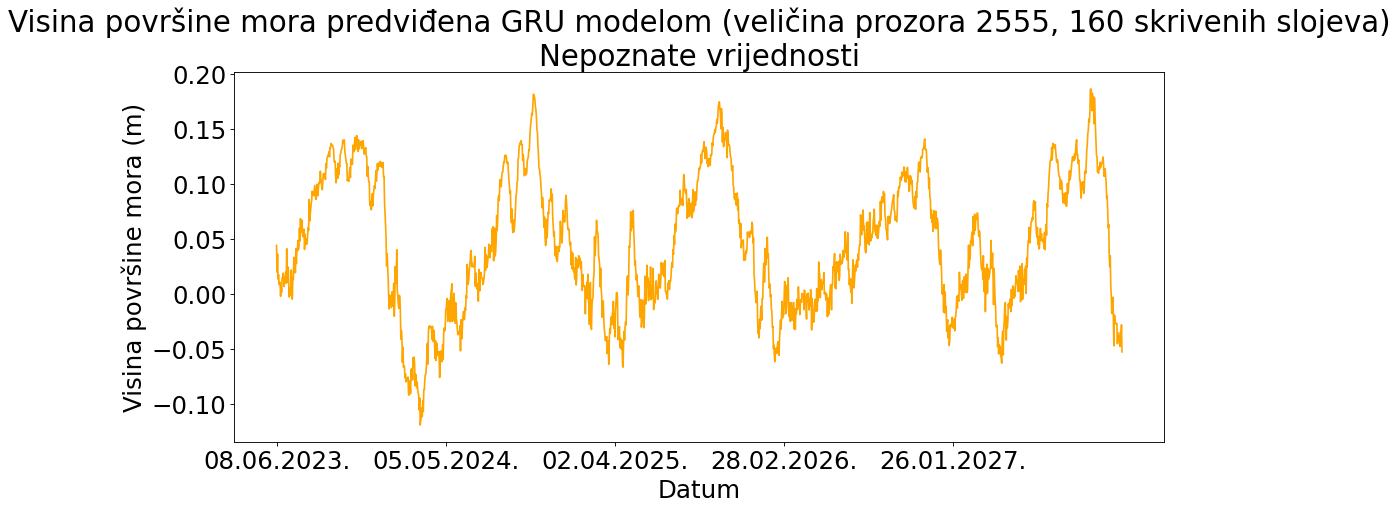 Visina površine mora predviđena GRU modelom (veličina prozora 2555, 160 skrivenih slojeva)
Nepoznate vrijednosti
0.20
0.15
0.10
0.05
0.00
−0.05
−0.10
Visina površine mora (m)
08.06.2023. 05.05.2024. 02.04.2025. 28.02.2026. 26.01.2027.
Datum